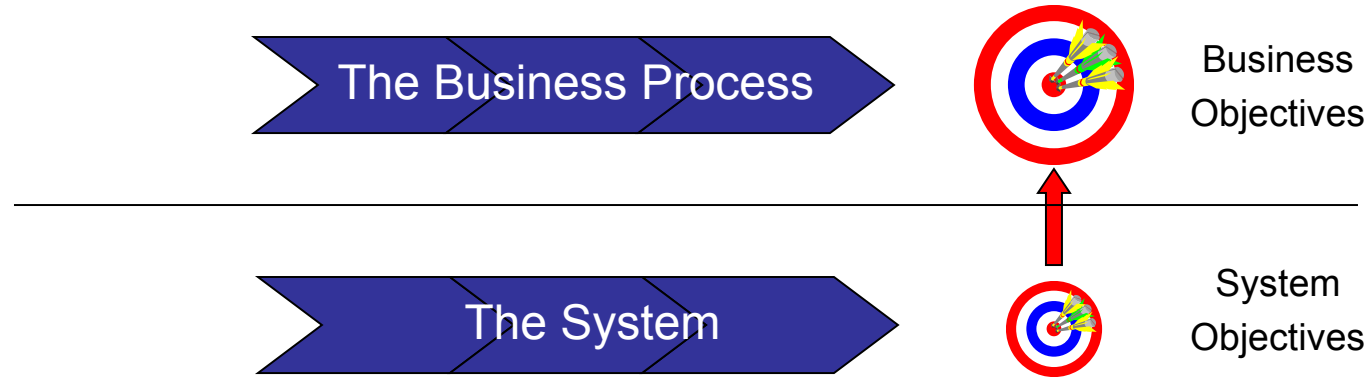 The Business Process
Business
Objectives
The System
System
Objectives